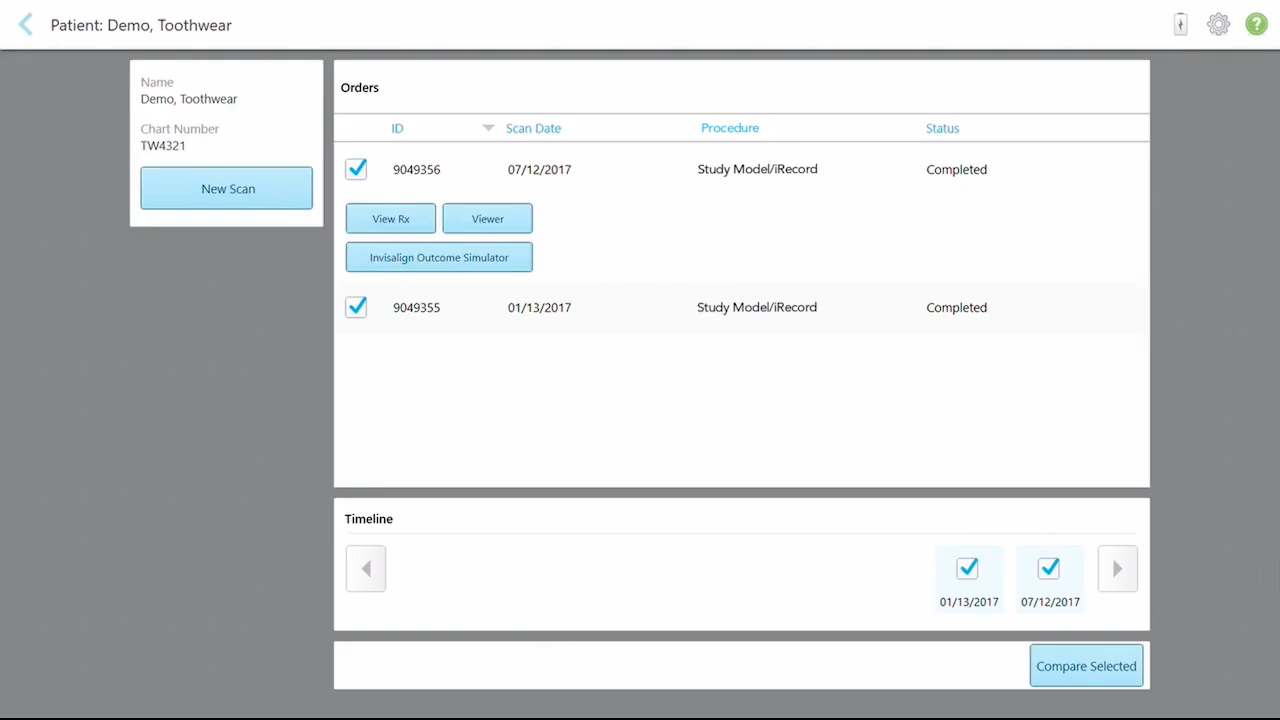 Patient: Demo, Toothwear
Name
Demo, Toothwear
Chart Number
TW4321
New Scan
Orders
ID Scan Date Procedure Status
9049356 07/12/2017 Study Model/iRecord Completed
View Rx Viewer
Invisalign Outcome Simulator
9049355 01/13/2017 Study Model/iRecord Completed
Timeline
01/13/2017 07/12/2017
Compare Selected